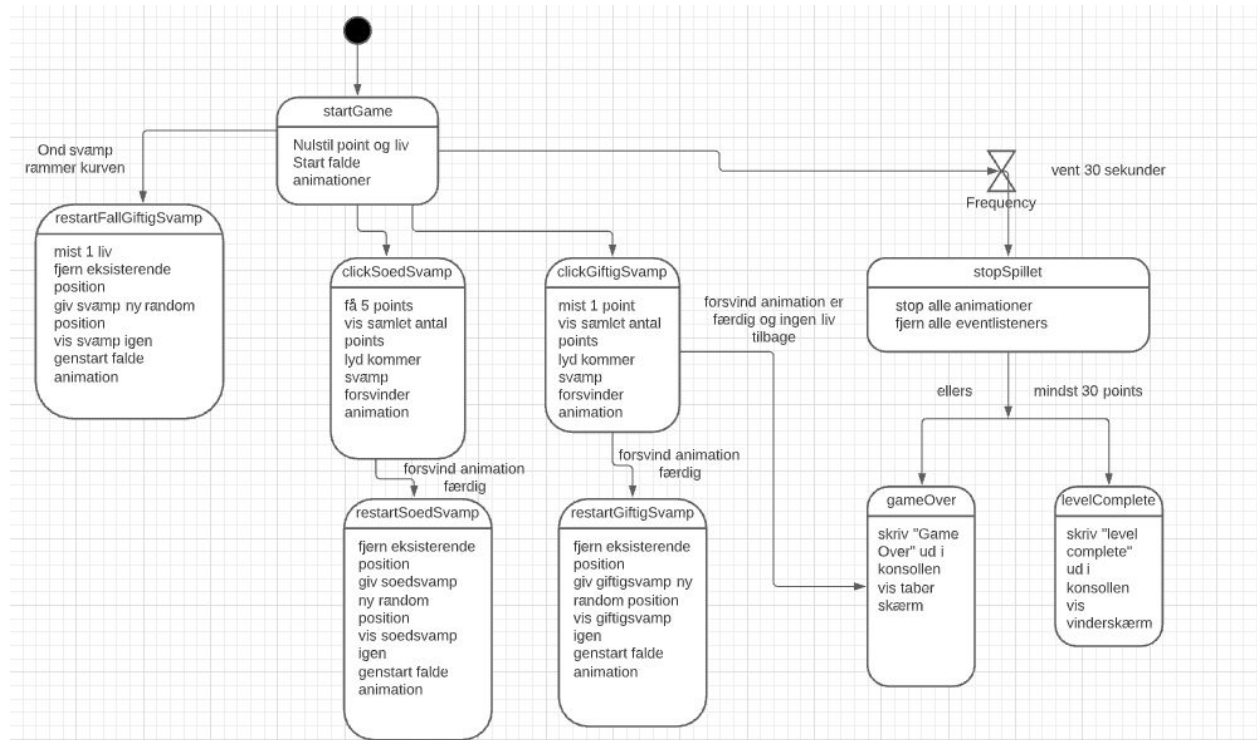 startGame
Nulstil point og liv
Start falde
animationer
Ond svamp
rammer kurven
restartFallGiftigSvamp
mist 1 liv
fjern eksisterende
position
giv svamp ny random
position
vis svamp igen
genstart falde
animation
clickSoedSvamp
få 5 points
vis samlet antal
points
lyd kommer
svamp
forsvinder
animation
forsvind animation
færdig
restartSoedSvamp
fjern eksisterende
position
giv soedsvamp
ny random
position
vis soedsvamp
igen
genstart falde
animation
clickGiftigSvamp
mist 1 point
vis samlet antal
points
lyd kommer
svamp
forsvinder
animation
forsvind animation
færdig
restartGiftigSvamp
fjern eksisterende
position
giv giftigsvamp ny
random position
vis giftigsvamp
igen
genstart falde
animation
forsvind animation er
færdig og ingen liv
tilbage
vent 30 sekunder
Frequency
stopSpillet
stop alle animationer
fjern alle eventlisteners
ellers
mindst 30 points
gameOver
skriv "Game
Over" ud i
konsollen
vis taber
skærm
levelComplete
skriv "level
complete"
ud i
konsollen
vis
vinderskærm